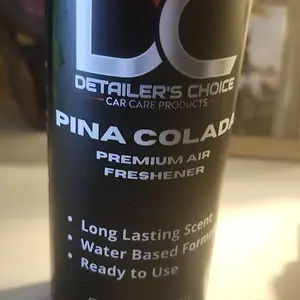 DC
DETAILER'S CHOICE
CAR CARE PRODUCTS
PINA COLADA
PREMIUM AIR
FRESHENER
• Long Lasting Scent
• Water Based Formula
• Ready to Use